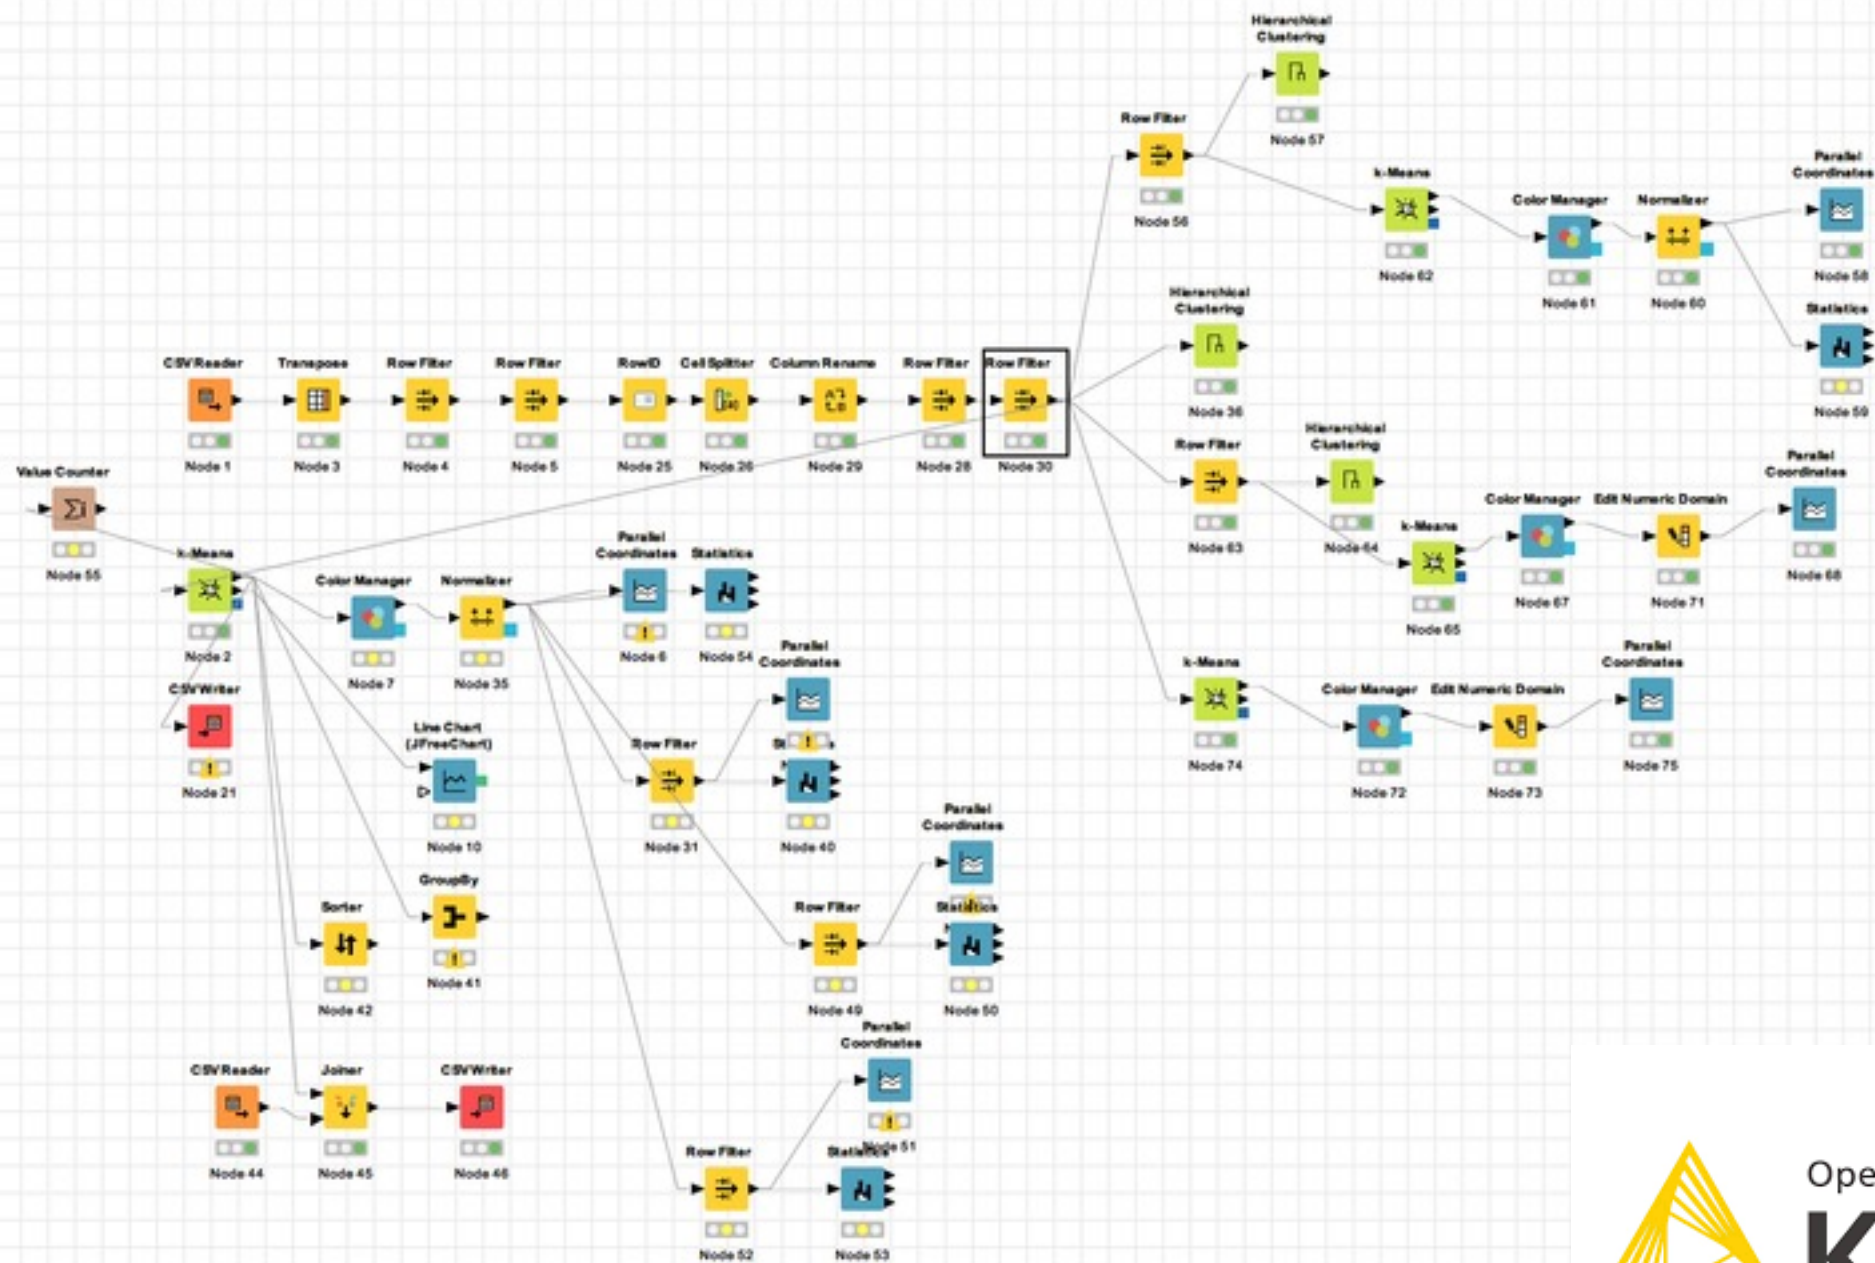 Hierarchical
Clustering
Node 57
Row Filter
Node 56
k-Means
Node 62
Color Manager
Node 61
Normalizer
Node 60
Parallel
Coordinates
Node 58
Statistics
Node 59
Hierarchical
Clustering
Node 36
CSV Reader
Node 1
Transpose
Node 3
Row Filter
Node 4
Row Filter
Node 5
RowID
Node 25
Cell Splitter
Node 26
Column Rename
Node 29
Row Filter
Node 28
Row Filter
Node 30
Row Filter
Node 63
Hierarchical
Clustering
Node 64
k-Means
Node 65
Color Manager
Node 67
Edit Numeric Domain
Node 71
Parallel
Coordinates
Node 68
Value Counter
Node 55
k-Means
Node 2
Color Manager
Node 7
Normalizer
Node 35
Parallel
Coordinates
Node 6
Statistics
Node 54
CSV Writer
Node 21
Line Chart
(JFreeChart)
Node 10
Row Filter
Node 31
Parallel
Coordinates
Node 40
k-Means
Node 74
Color Manager
Node 72
Edit Numeric Domain
Node 73
Parallel
Coordinates
Node 75
Sorter
Node 42
GroupBy
Node 41
Row Filter
Node 49
Parallel
Coordinates
Statistics
Node 50
CSV Reader
Node 44
Joiner
Node 45
CSV Writer
Node 46
Parallel
Coordinates
Node 51
Row Filter
Node 52
Statistics
Node 53
Ope
K